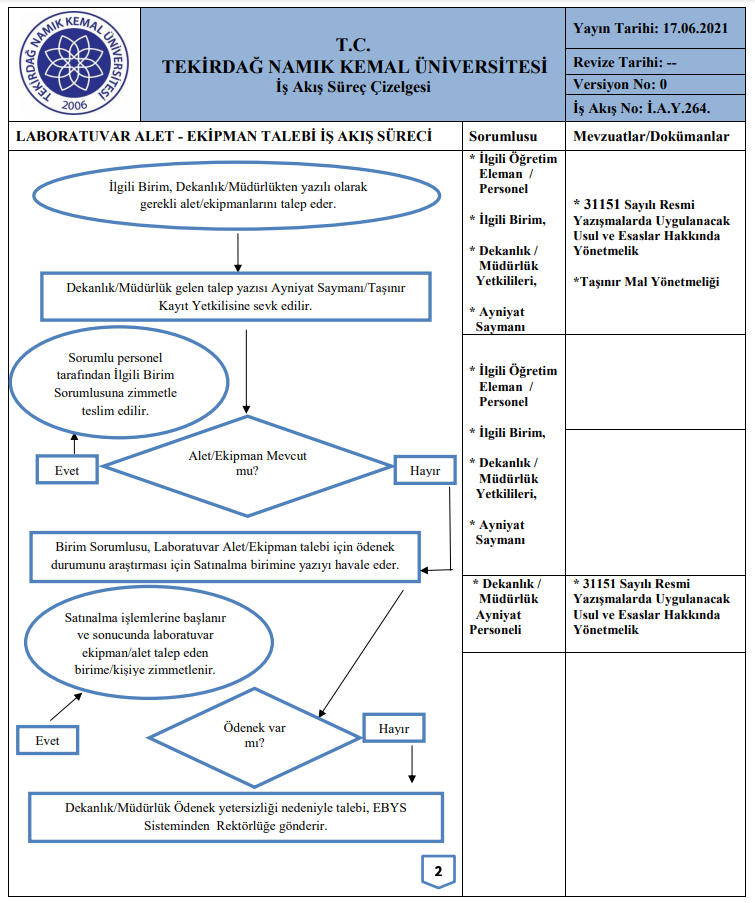 TEKİRDAĞ NAMIK KEMAL ÜNİVERSİTESİ
2006
T.C.
TEKİRDAĞ NAMIK KEMAL ÜNİVERSİTESİ
İş Akış Süreç Çizelgesi
Yayın Tarihi: 17.06.2021
Revize Tarihi: --
Versiyon No: 0
İş Akış No: İ.A.Y.264.
LABORATUVAR ALET - EKİPMAN TALEBİ İŞ AKIŞ SÜRECİ
Sorumlusu
Mevzuatlar/Dokümanlar
İlgili Birim, Dekanlık/Müdürlükten yazılı olarak
gerekli alet/ekipmanlarını talep eder.
Dekanlık/Müdürlük gelen talep yazısı Ayniyat Saymanı/Taşınır
Kayıt Yetkilisine sevk edilir.
Sorumlu personel
tarafından İlgili Birim
Sorumlusuna zimmetle
teslim edilir.
Alet/Ekipman Mevcut
mu?
Evet
Hayır
Birim Sorumlusu, Laboratuvar Alet/Ekipman talebi için ödenek
durumunu araştırması için Satınalma birimine yazıyı havale eder.
Satınalma işlemlerine başlanır
ve sonucunda laboratuvar
ekipman/alet talep eden
birime/kişiye zimmetlenir.
Ödenek var
mı?
Evet
Hayır
Dekanlık/Müdürlük Ödenek yetersizliği nedeniyle talebi, EBYS
Sisteminden Rektörlüğe gönderir.
2
* İlgili Öğretim
Eleman /
Personel
* İlgili Birim,
* Dekanlık /
Müdürlük
Yetkilileri,
* Ayniyat
Saymanı
* İlgili Öğretim
Eleman /
Personel
* İlgili Birim,
* Dekanlık /
Müdürlük
Yetkilileri,
* Ayniyat
Saymanı
* Dekanlık /
Müdürlük
Ayniyat
Personeli
* 31151 Sayılı Resmi
Yazışmalarda Uygulanacak
Usul ve Esaslar Hakkında
Yönetmelik
*Taşınır Mal Yönetmeliği
* 31151 Sayılı Resmi
Yazışmalarda Uygulanacak
Usul ve Esaslar Hakkında
Yönetmelik